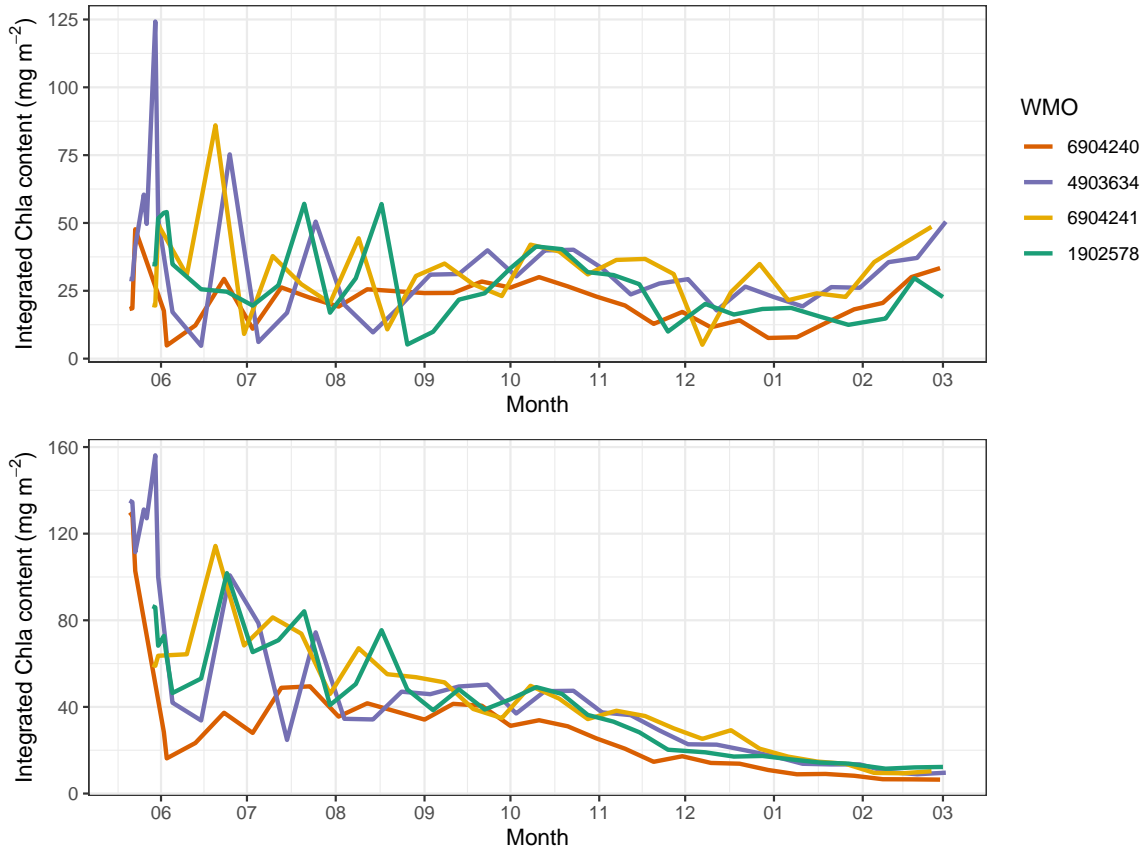 Integrated Chla content (mg m⁻²)
125
100
75
50
25
0
06 07 08 09 10 11 12 01 02 03
Month
WMO
6904240
4903634
6904241
1902578
Integrated Chla content (mg m⁻²)
160
120
80
40
0
06 07 08 09 10 11 12 01 02 03
Month